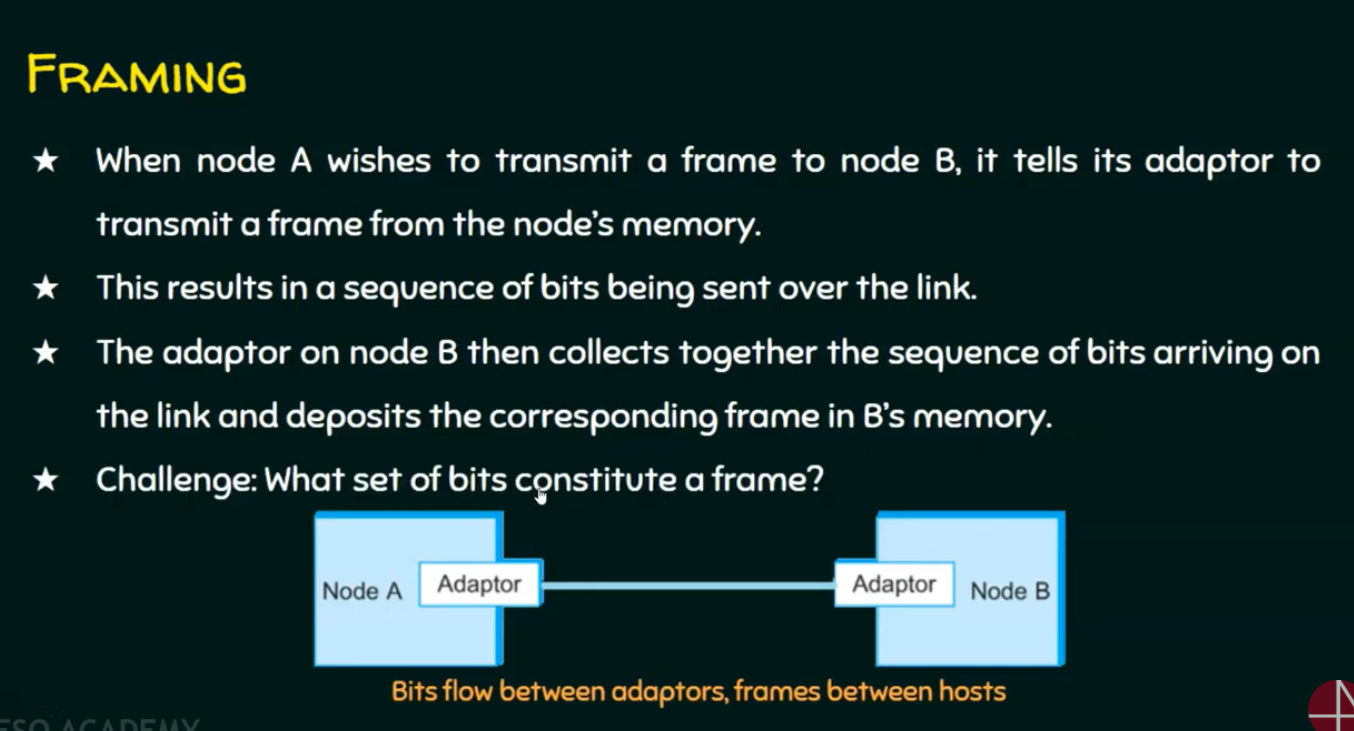 FRAMING
★ When node A wishes to transmit a frame to node B, it tells its adaptor to
transmit a frame from the node's memory.
★ This results in a sequence of bits being sent over the link.
★ The adaptor on node B then collects together the sequence of bits arriving on
the link and deposits the corresponding frame in B's memory.
★ Challenge: What set of bits constitute a frame?
Node A
Adaptor
Adaptor
Node B
Bits flow between adaptors, frames between hosts
ESO ACADEMY